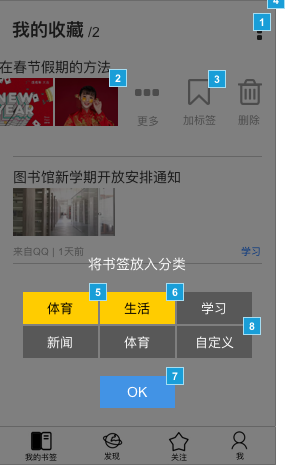 4
我的收藏 /2
1
在春节假期的方法
2
3
NEW
YEAR
更多 加标签 删除
图书馆新学期开放安排通知
来自QQ | 1天前 学习
将书签放入分类
5
6
体育 生活 学习
8
新闻 体育 自定义
7
OK
我的书签 发现 关注 我